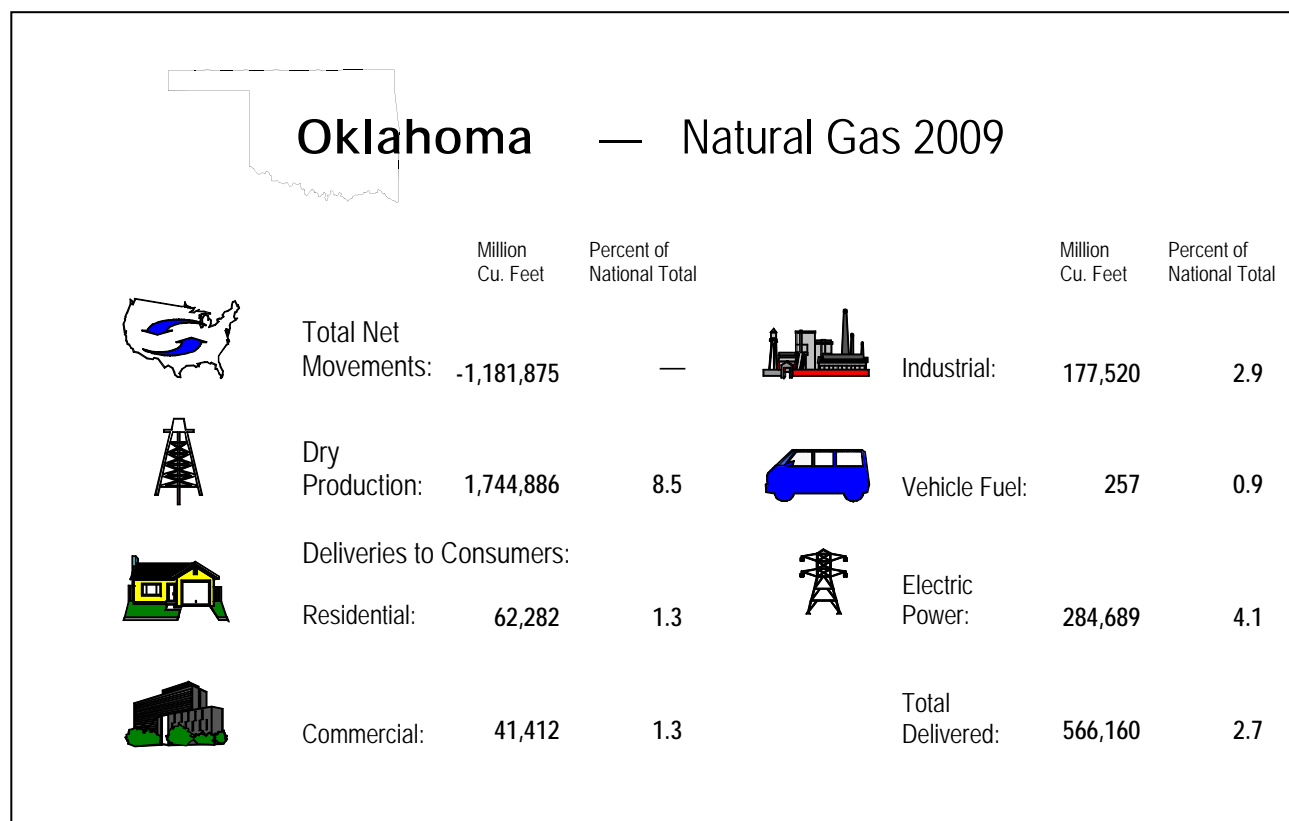 Oklahoma — Natural Gas 2009
Million Percent of
Cu. Feet National Total
Total Net
Movements: -1,181,875 —
Dry
Production: 1,744,886 8.5
Deliveries to Consumers:
Residential: 62,282 1.3
Commercial: 41,412 1.3
Million Percent of
Cu. Feet National Total
Industrial: 177,520 2.9
Vehicle Fuel: 257 0.9
Electric
Power: 284,689 4.1
Total
Delivered: 566,160 2.7